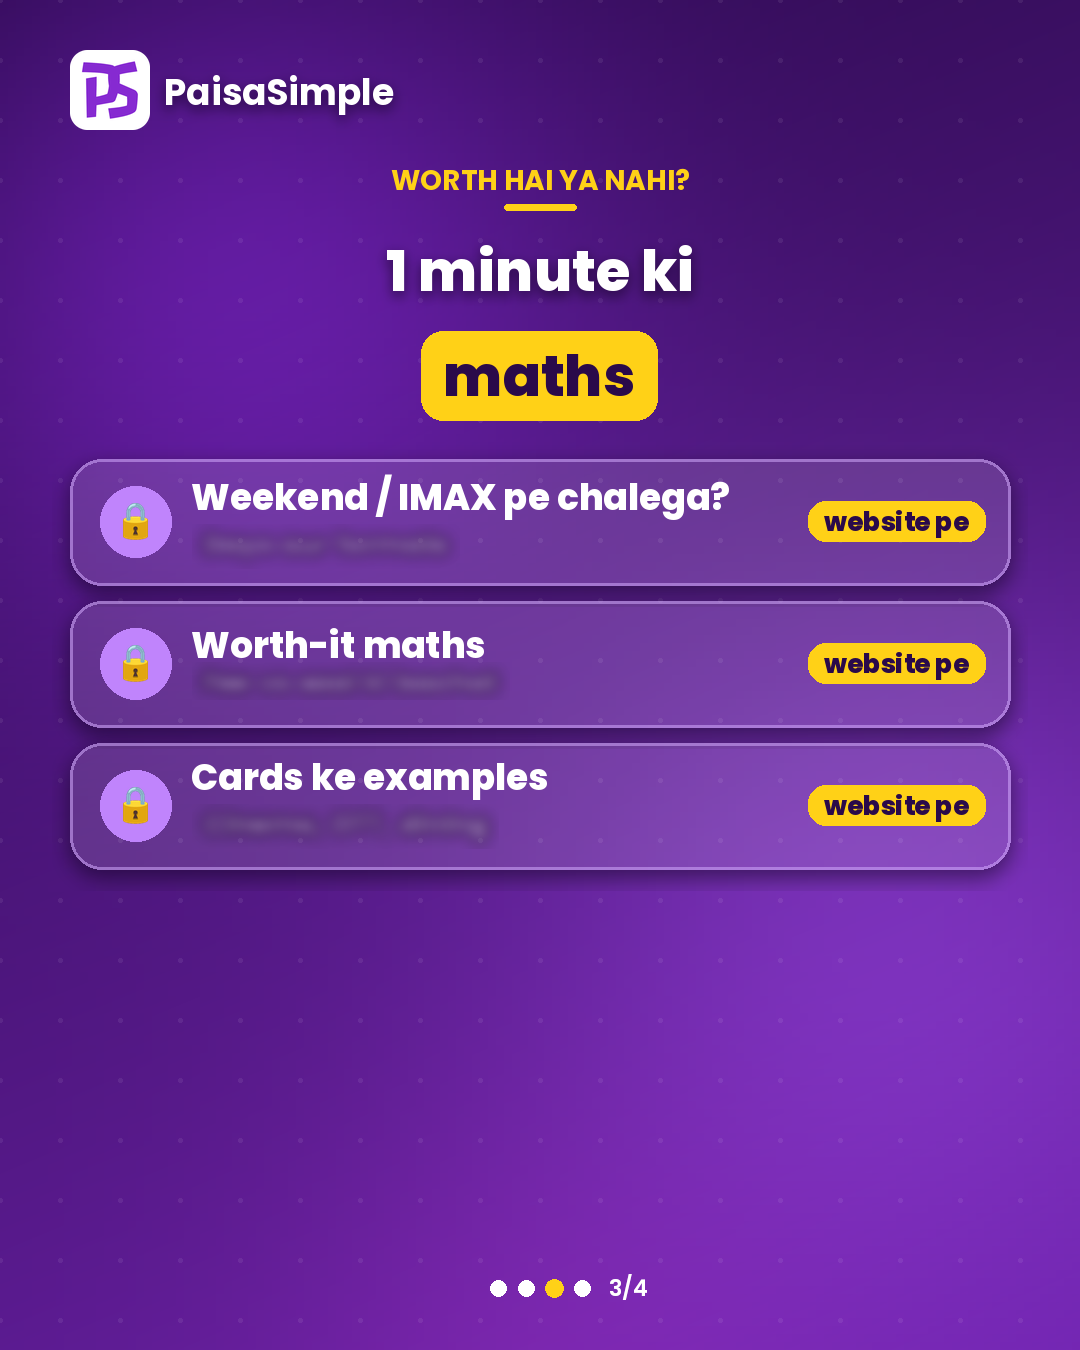 PaisaSimple
WORTH HAI YA NAHI?
1 minute ki
maths
Weekend / IMAX pe chalega?
website pe
Worth-it maths
website pe
Cards ke examples
website pe
3/4